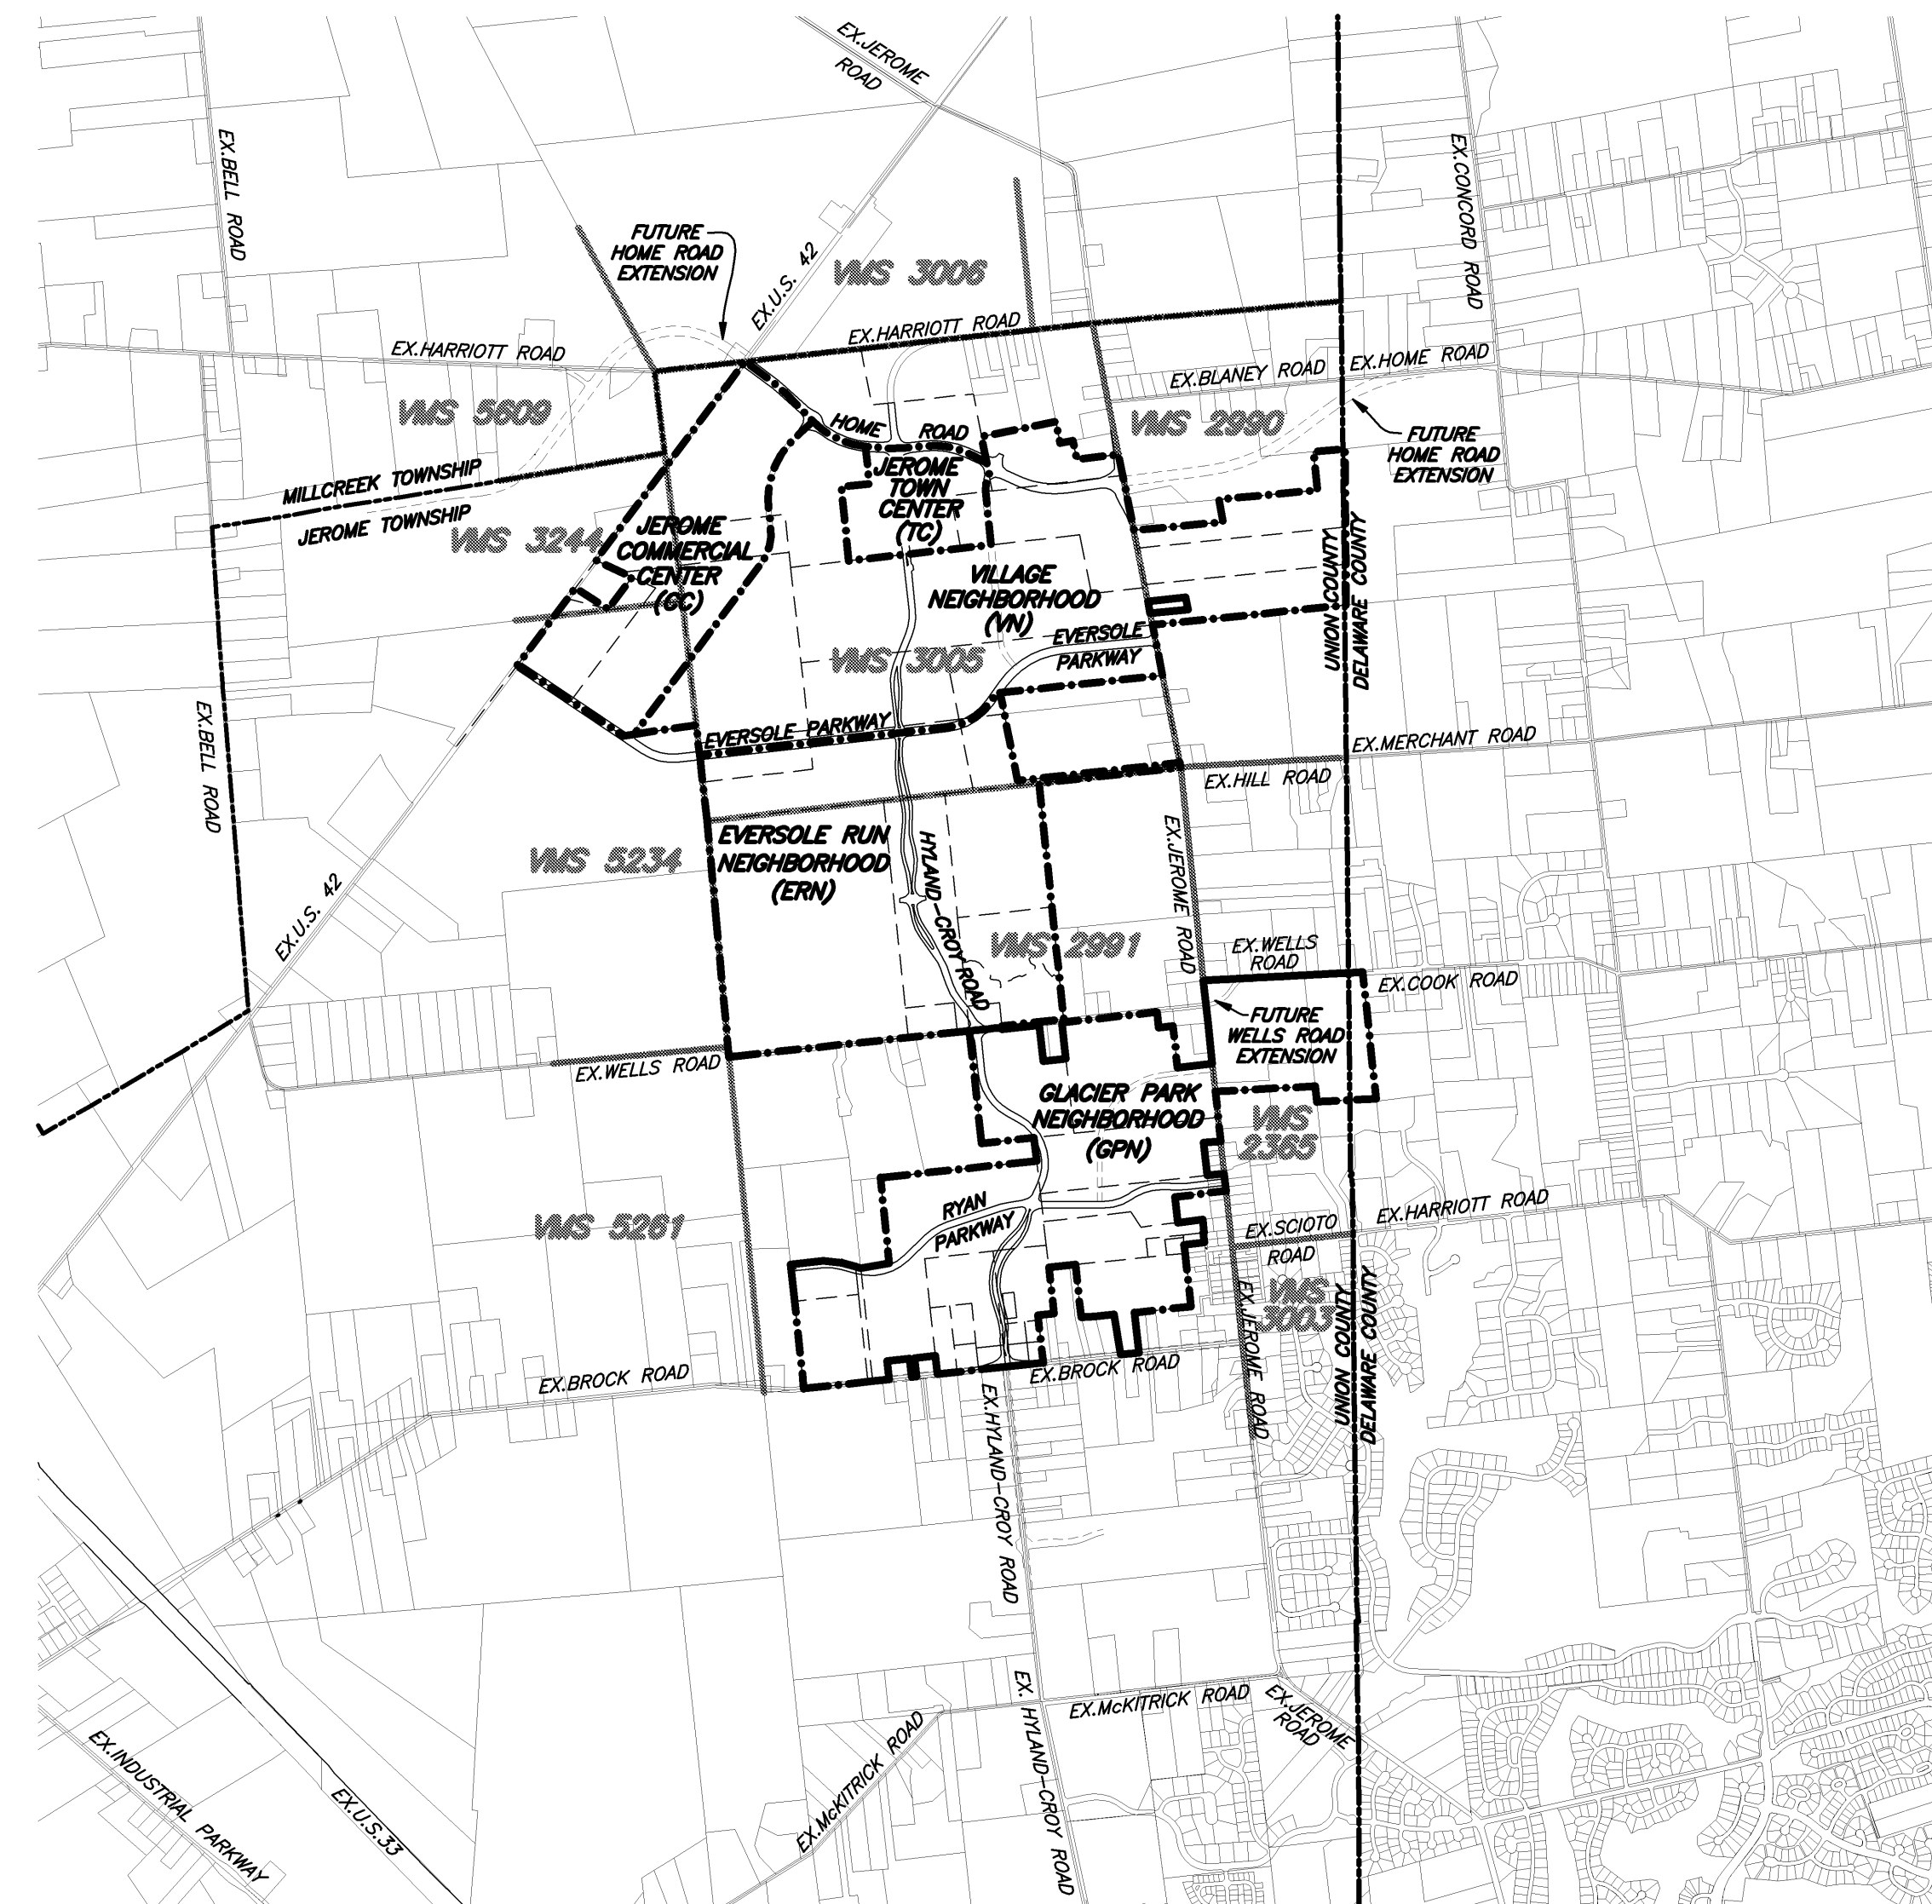 EX.JEROME
ROAD
EX.BELL ROAD
EX.CONCORD ROAD
FUTURE
HOME ROAD
EXTENSION
EX.U.S. 42
VMS 3006
EX.HARRIOTT ROAD
EX.HARRIOTT ROAD
EX.BLANEY ROAD
EX.HOME ROAD
VMS 5609
HOME ROAD
VMS 2990
FUTURE
HOME ROAD
EXTENSION
MILLCREEK TOWNSHIP
JEROME TOWNSHIP
JEROME
TOWN
CENTER
(TC)
VMS 3244
JEROME
COMMERCIAL
CENTER
(CC)
UNION COUNTY
DELAWARE COUNTY
VILLAGE
NEIGHBORHOOD
(VN)
EVERSOLE
PARKWAY
VMS 3005
EX.BELL ROAD
EVERSOLE PARKWAY
EX.MERCHANT ROAD
EX.HILL ROAD
EVERSOLE RUN
NEIGHBORHOOD
(ERN)
VMS 5234
HYLAND-CROY ROAD
EX.JEROME ROAD
EX.U.S. 42
VMS 2991
EX.WELLS
ROAD
EX.COOK ROAD
FUTURE
WELLS ROAD
EXTENSION
EX.WELLS ROAD
GLACIER PARK
NEIGHBORHOOD
(GPN)
VMS
2365
RYAN
PARKWAY
VMS 5261
EX.SCIOTO
ROAD
EX.HARRIOTT ROAD
VMS
3003
EX.JEROME ROAD
UNION COUNTY
DELAWARE COUNTY
EX.BROCK ROAD
EX.BROCK ROAD
EX.HYLAND-CROY ROAD
EX.McKITRICK ROAD
EX.JEROME
ROAD
EX. HYLAND-CROY ROAD
EX.McKITRICK ROAD
EX.INDUSTRIAL PARKWAY
EX.U.S.33